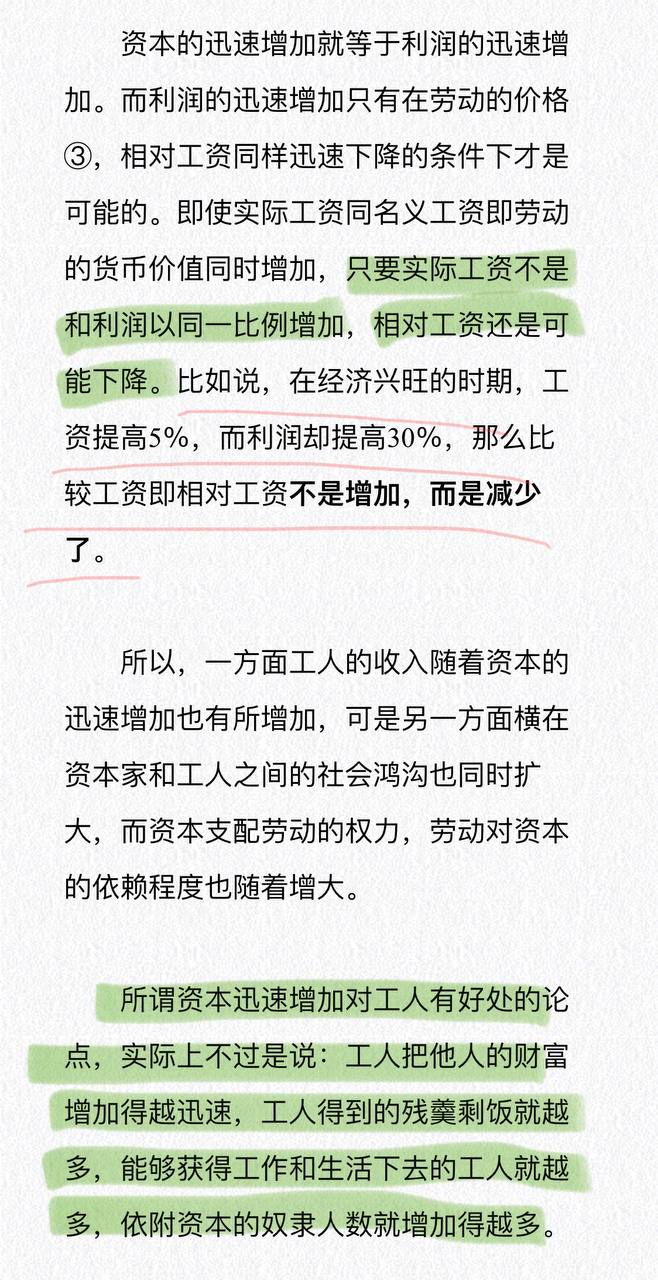 资本的迅速增加就等于利润的迅速增
加。而利润的迅速增加只有在劳动的价格
③，相对工资同样迅速下降的条件下才是
可能的。即使实际工资同名义工资即劳动
的货币价值同时增加，只要实际工资不是
和利润以同一比例增加，相对工资还是可
能下降。比如说，在经济兴旺的时期，工
资提高5%，而利润却提高30%，那么比
较工资即相对工资不是增加，而是减少
了。
所以，一方面工人的收入随着资本的
迅速增加也有所增加，可是另一方面横在
资本家和工人之间的社会鸿沟也同时扩
大，而资本支配劳动的权力，劳动对资本
的依赖程度也随着增大。
所谓资本迅速增加对工人有好处的论
点，实际上不过是说：工人把他人的财富
增加得越迅速，工人得到的残羹剩饭就越
多，能够获得工作和生活下去的工人就越
多，依附资本的奴隶人数就增加得越多。